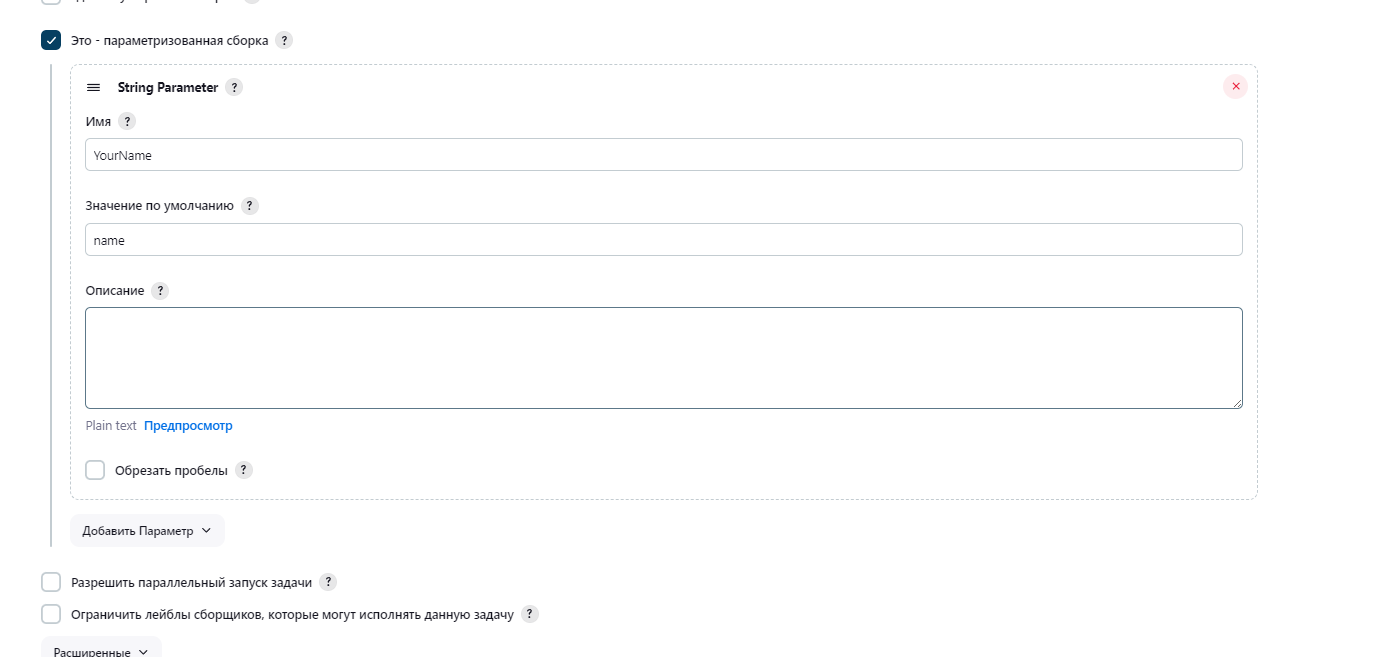 Это - параметризованная сборка ?
String Parameter ?
Имя ?
YourName
Значение по умолчанию ?
name
Описание ?
Plain text Предпросмотр
Обрезать пробелы ?
Добавить Параметр
Разрешить параллельный запуск задачи ?
Ограничить лейблы сборщиков, которые могут исполнять данную задачу ?
Расширенные